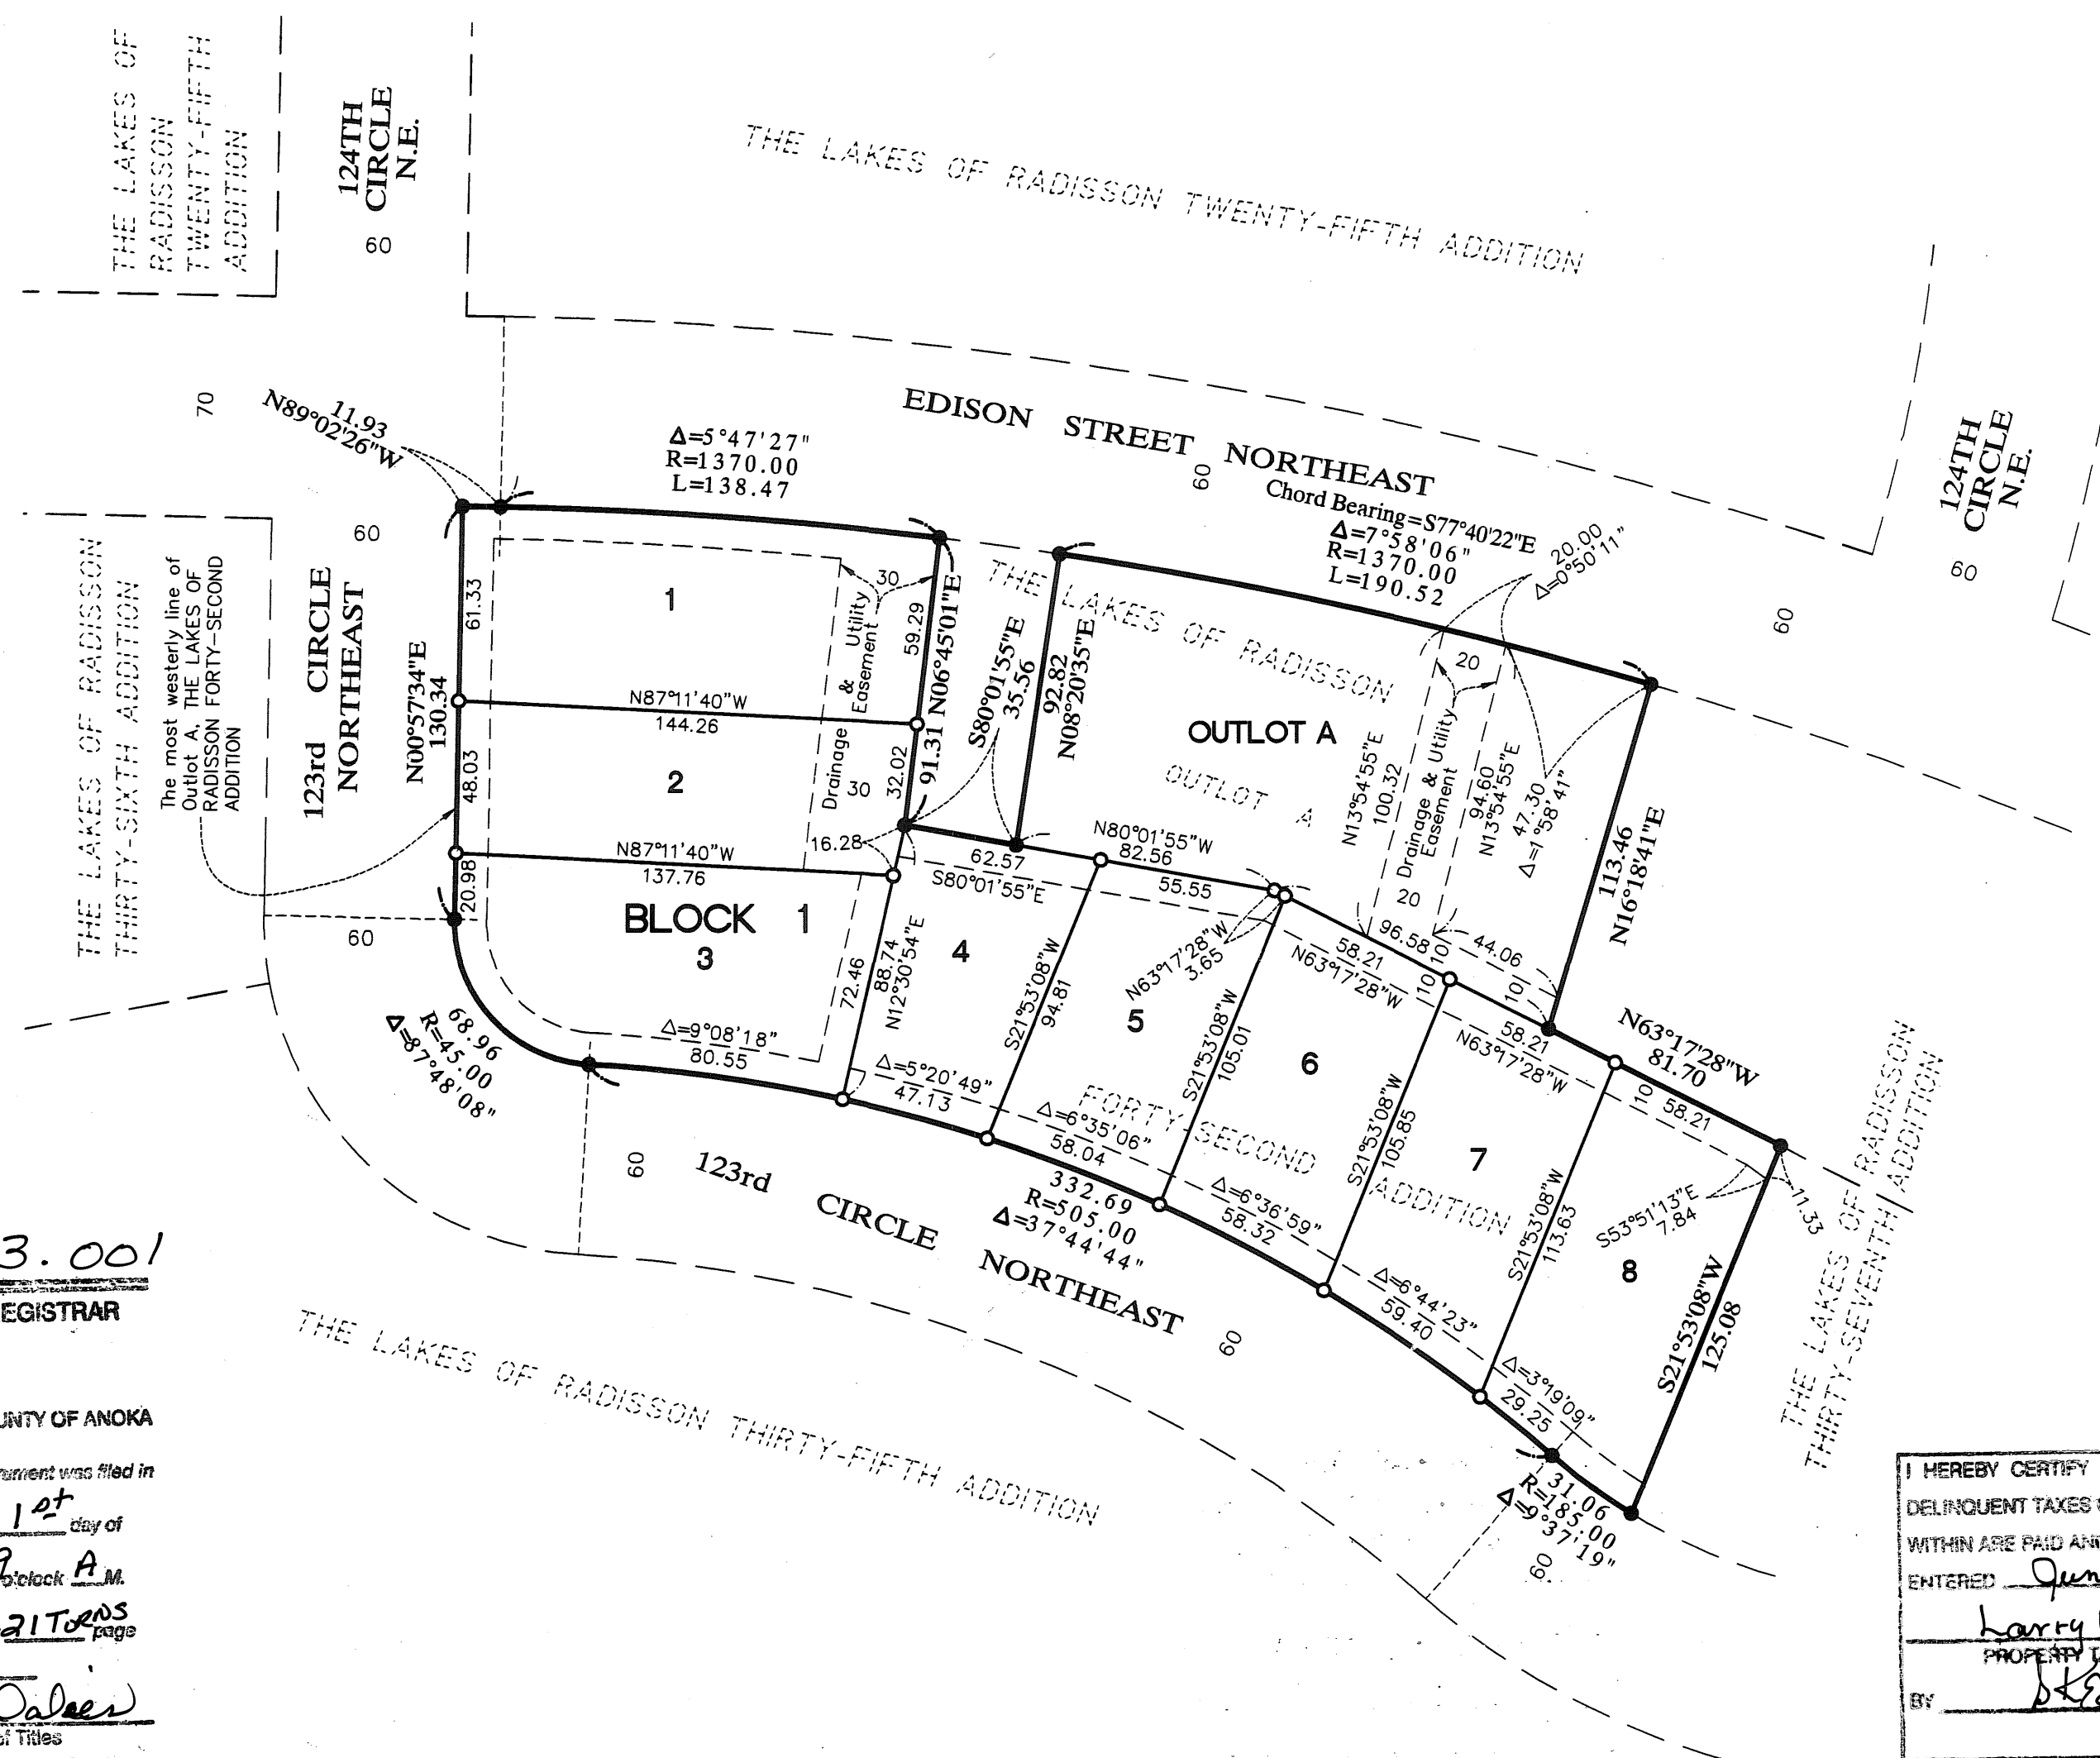 THE LAKES OF
RADISSON
TWENTY-FIFTH
ADDITION
124TH
CIRCLE
N.E.
60
THE LAKES OF RADISSON TWENTY-FIFTH ADDITION
70
11.93
N89°02'26"W
60
Δ=5°47'27"
R=1370.00
L=138.47
EDISON STREET NORTHEAST
60
Chord Bearing=S77°40'22"E
Δ=7°58'06"
R=1370.00
L=190.52
20.00
Δ=0°50'11"
60
124TH
CIRCLE
N.E.
60
THE LAKES OF RADISSON
THIRTY-SIXTH ADDITION
The most westerly line of
Outlot A, THE LAKES OF
RADISSON FORTY-SECOND
ADDITION
123rd CIRCLE
NORTHEAST
N00°57'34"E
130.34
61.33
48.03
20.98
60
1
30
Drainage & Utility
Easement
59.29
N06°45'01"E
91.31
32.02
N87°11'40"W
144.26
2
30
N87°11'40"W
137.76
16.28
S80°01'55"E
35.56
92.82
N08°20'35"E
THE LAKES OF RADISSON
OUTLOT A
OUTLOT A
20
N13°54'55"E
100.32
Drainage & Utility
Easement
94.60
N13°54'55"E
47.30
Δ=1°58'41"
20
113.46
N16°18'41"E
BLOCK 1
3
72.46
88.74
N12°30'54"E
62.57
S80°01'55"E
N80°01'55"W
82.56
55.55
N63°17'28"W
3.65
4
S21°53'08"W
94.81
5
S21°53'08"W
105.01
58.21
N63°17'28"W
96.58
10
10
44.06
10
6
S21°53'08"W
105.85
58.21
N63°17'28"W
N63°17'28"W
81.70
10
58.21
7
S21°53'08"W
113.63
S53°51'13"E
7.84
11.33
8
S21°53'08"W
125.08
THE LAKES OF RADISSON
THIRTY-SEVENTH ADDITION
68.96
R=45.00
Δ=87°48'08"
Δ=9°08'18"
80.55
Δ=5°20'49"
47.13
FORTY-SECOND
ADDITION
Δ=6°35'06"
58.04
Δ=6°36'59"
58.32
Δ=6°44'23"
59.40
Δ=3°19'09"
29.25
332.69
R=505.00
Δ=37°44'44"
31.06
R=185.00
Δ=9°37'19"
60
60
123rd CIRCLE NORTHEAST
60
THE LAKES OF RADISSON THIRTY-FIFTH ADDITION
3.001
EGISTRAR
UNTY OF ANOKA
rument was filed in
1st day of
9 o'clock A M.
21 TORNS page
of Titles
I HEREBY CERTIFY
DELINQUENT TAXES
WITHIN ARE PAID AN
ENTERED Jun
Larry
PROPERTY T
BY